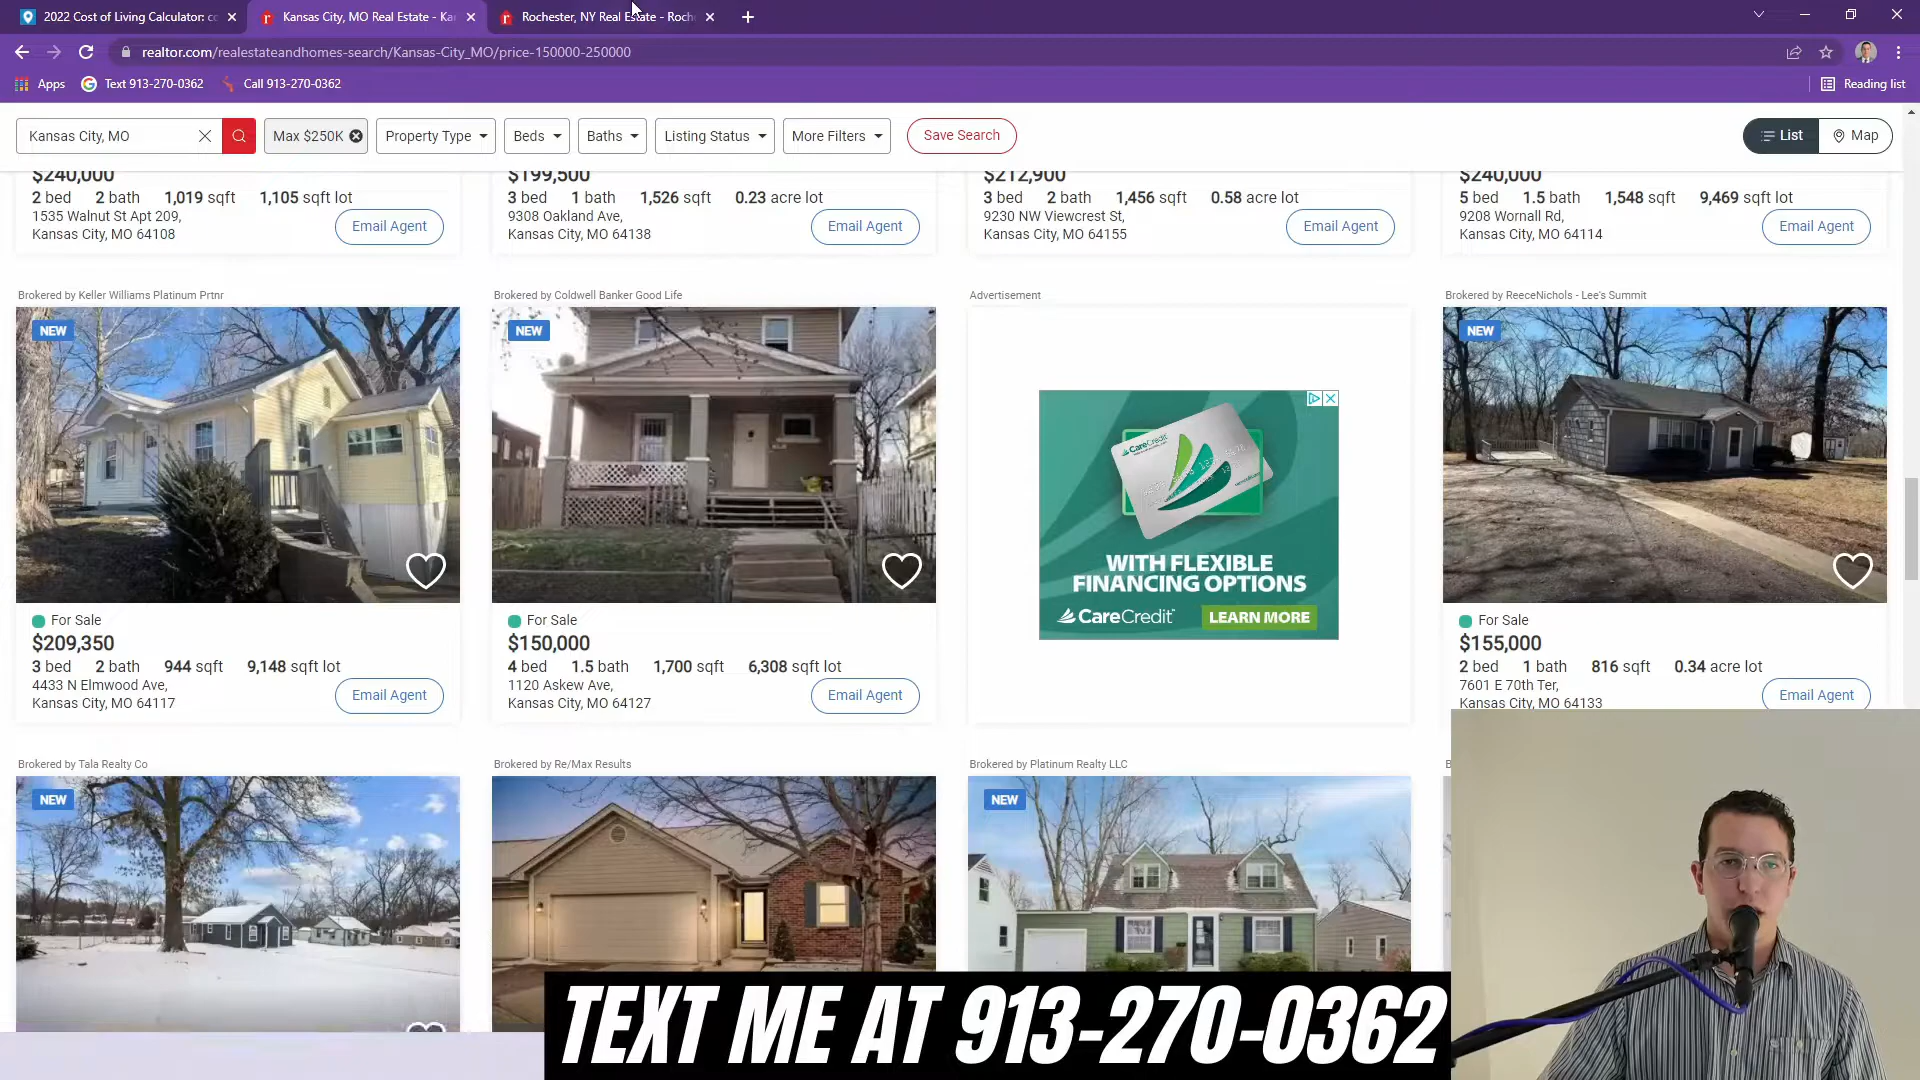 2022 Cost of Living Calculator: co
Kansas City, MO Real Estate - Ka
Rochester, NY Real Estate - Roch
realtor.com/realestateandhomes-search/Kansas-City_MO/price-150000-250000
Apps
Text 913-270-0362
Call 913-270-0362
Reading list
Kansas City, MO
Max $250K
Property Type
Beds
Baths
Listing Status
More Filters
Save Search
List
Map
$240,000
2 bed 2 bath 1,019 sqft 1,105 sqft lot
1535 Walnut St Apt 209,
Kansas City, MO 64108
Email Agent
$199,500
3 bed 1 bath 1,526 sqft 0.23 acre lot
9308 Oakland Ave,
Kansas City, MO 64138
Email Agent
$212,900
3 bed 2 bath 1,456 sqft 0.58 acre lot
9230 NW Viewcrest St,
Kansas City, MO 64155
Email Agent
$240,000
5 bed 1.5 bath 1,548 sqft 9,469 sqft lot
9208 Wornall Rd,
Kansas City, MO 64114
Email Agent
Brokered by Keller Williams Platinum Prtnr
NEW
For Sale
$209,350
3 bed 2 bath 944 sqft 9,148 sqft lot
4433 N Elmwood Ave,
Kansas City, MO 64117
Email Agent
Brokered by Coldwell Banker Good Life
NEW
For Sale
$150,000
4 bed 1.5 bath 1,700 sqft 6,308 sqft lot
1120 Askew Ave,
Kansas City, MO 64127
Email Agent
Advertisement
CareCredit
WITH FLEXIBLE
FINANCING OPTIONS
CareCredit
LEARN MORE
Brokered by ReeceNichols - Lee's Summit
NEW
For Sale
$155,000
2 bed 1 bath 816 sqft 0.34 acre lot
7601 E 70th Ter,
Kansas City, MO 64133
Email Agent
Brokered by Tala Realty Co
NEW
Brokered by Re/Max Results
Brokered by Platinum Realty LLC
NEW
TEXT ME AT 913-270-0362